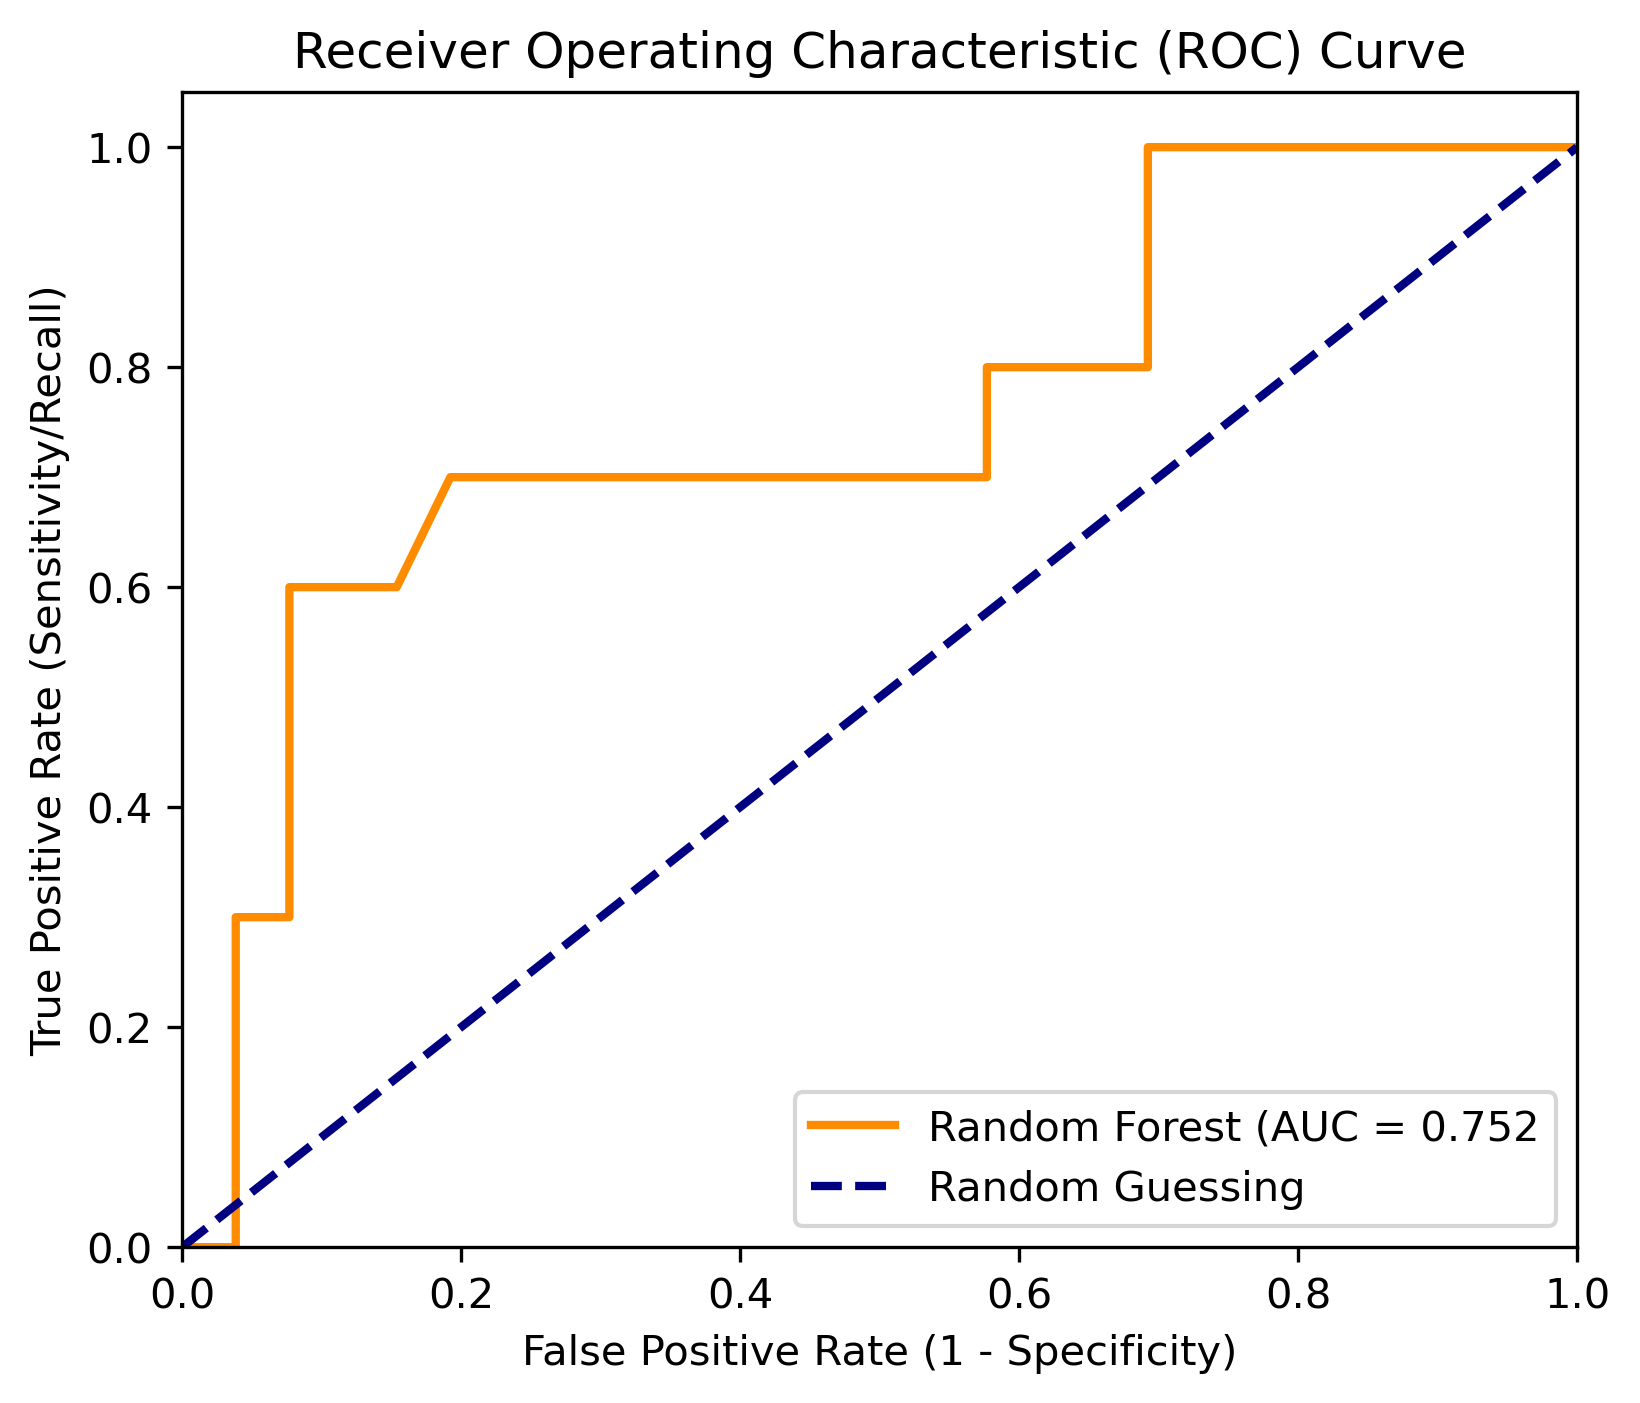 Receiver Operating Characteristic (ROC) Curve
True Positive Rate (Sensitivity/Recall)
1.0
0.8
0.6
0.4
0.2
0.0
Random Forest (AUC = 0.752
Random Guessing
0.0 0.2 0.4 0.6 0.8 1.0
False Positive Rate (1 - Specificity)